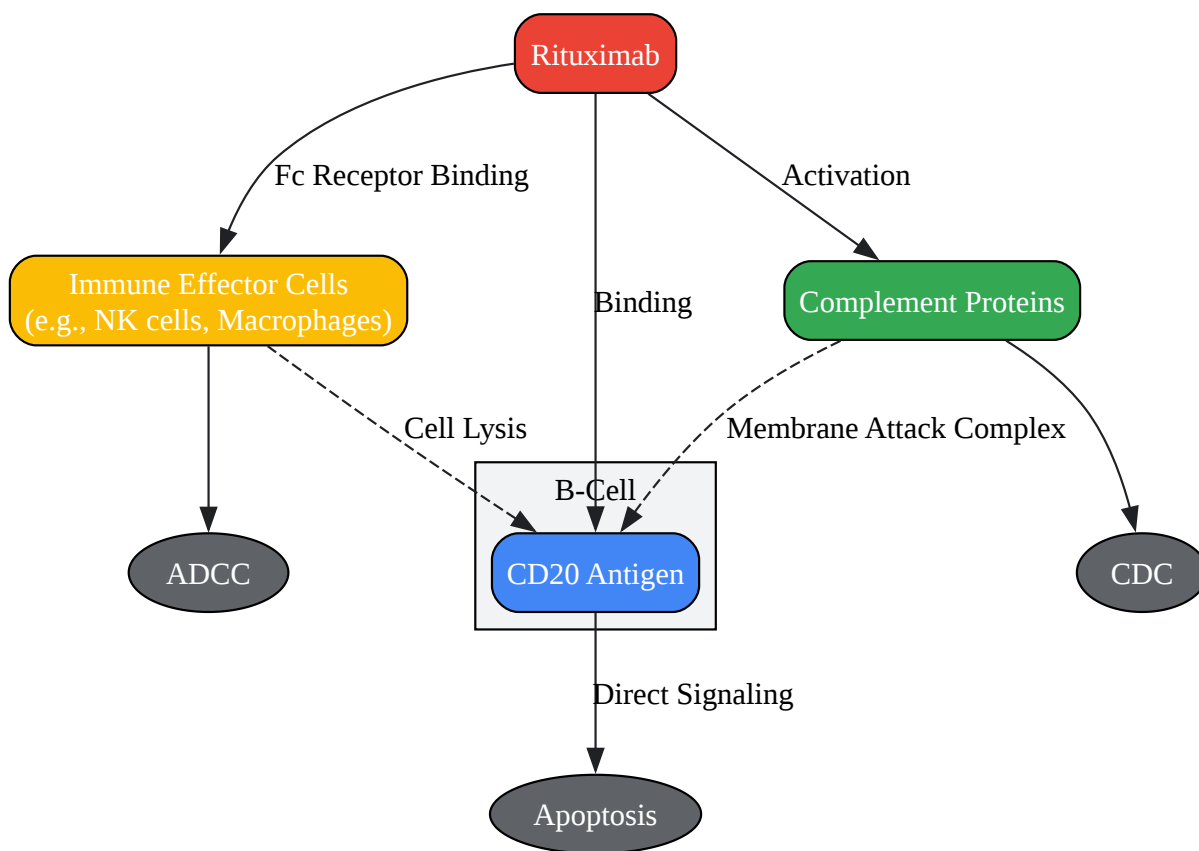 Rituximab
Fc Receptor Binding
Activation
Immune Effector Cells
(e.g., NK cells, Macrophages)
Binding
Complement Proteins
Cell Lysis
Membrane Attack Complex
B-Cell
ADCC
CD20 Antigen
CDC
Direct Signaling
Apoptosis